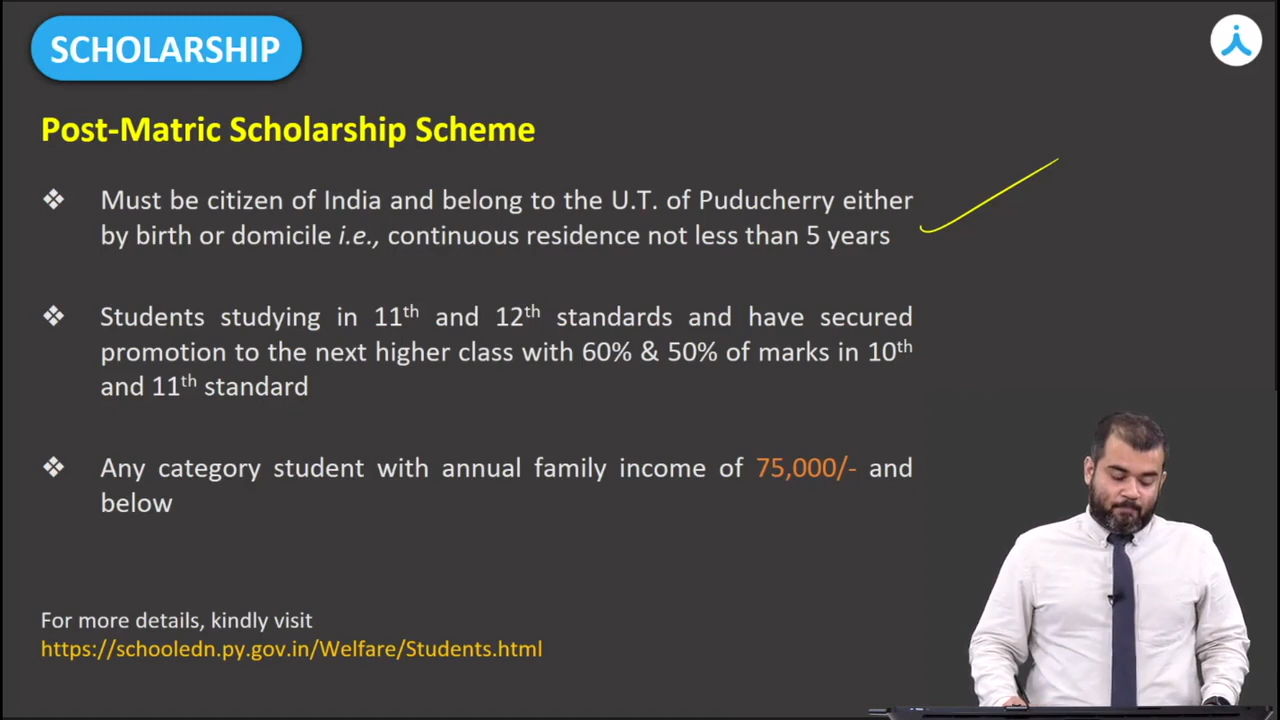 SCHOLARSHIP
Post-Matric Scholarship Scheme
❖ Must be citizen of India and belong to the U.T. of Puducherry either
by birth or domicile i.e., continuous residence not less than 5 years
❖ Students studying in 11th and 12th standards and have secured
promotion to the next higher class with 60% & 50% of marks in 10th
and 11th standard
❖ Any category student with annual family income of 75,000/- and
below
For more details, kindly visit
https://schooledn.py.gov.in/Welfare/Students.html